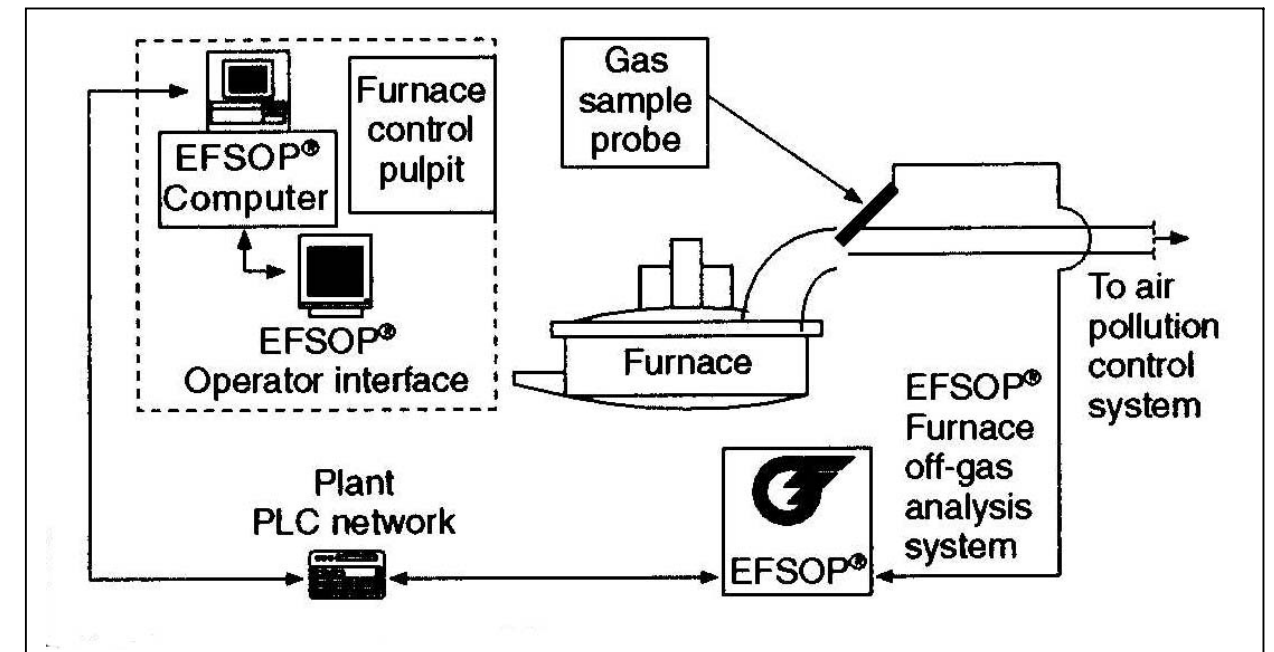 Furnace
control
pulpit
EFSOP®
Computer
EFSOP®
Operator interface
Gas
sample
probe
Furnace
To air
pollution
control
system
EFSOP®
Furnace
off-gas
analysis
system
Plant
PLC network
EFSOP®